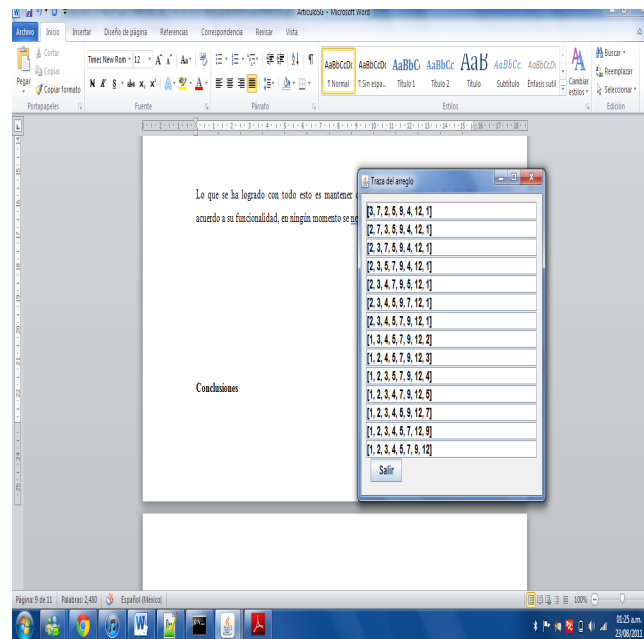 Articulo5G - Microsoft Word
Archivo Inicio Insertar Diseño de página Referencias Correspondencia Revisar Vista
Pegar
Cortar
Copiar
Copiar formato
Portapapeles
Times New Rom 12
N K S abc x, x'
Fuente
Párrafo
AaBbCcDc AaBbCcDc AaBbC AaBbCc AaB AaBbCc. AaBbCcDt
¶ Normal ¶ Sin espa... Título 1 Título 2 Título Subtítulo Énfasis sutil
Estilos
Cambiar estilos
Buscar
Reemplazar
Seleccionar
Edición
Lo que se ha logrado con todo esto es mantener
acuerdo a su funcionalidad, en ningún momento se
Conclusiones
Traza del arreglo
[3, 7, 2, 5, 9, 4, 12, 1]
[2, 7, 3, 5, 9, 4, 12, 1]
[2, 3, 7, 5, 9, 4, 12, 1]
[2, 3, 5, 7, 9, 4, 12, 1]
[2, 3, 4, 7, 9, 5, 12, 1]
[2, 3, 4, 5, 9, 7, 12, 1]
[2, 3, 4, 5, 7, 9, 12, 1]
[1, 3, 4, 5, 7, 9, 12, 2]
[1, 2, 4, 5, 7, 9, 12, 3]
[1, 2, 3, 5, 7, 9, 12, 4]
[1, 2, 3, 4, 7, 9, 12, 5]
[1, 2, 3, 4, 5, 9, 12, 7]
[1, 2, 3, 4, 5, 7, 12, 9]
[1, 2, 3, 4, 5, 7, 9, 12]
Salir
Página: 9 de 11 Palabras: 2,480 Español (México) 100%
01:25 a.m.
23/08/2011